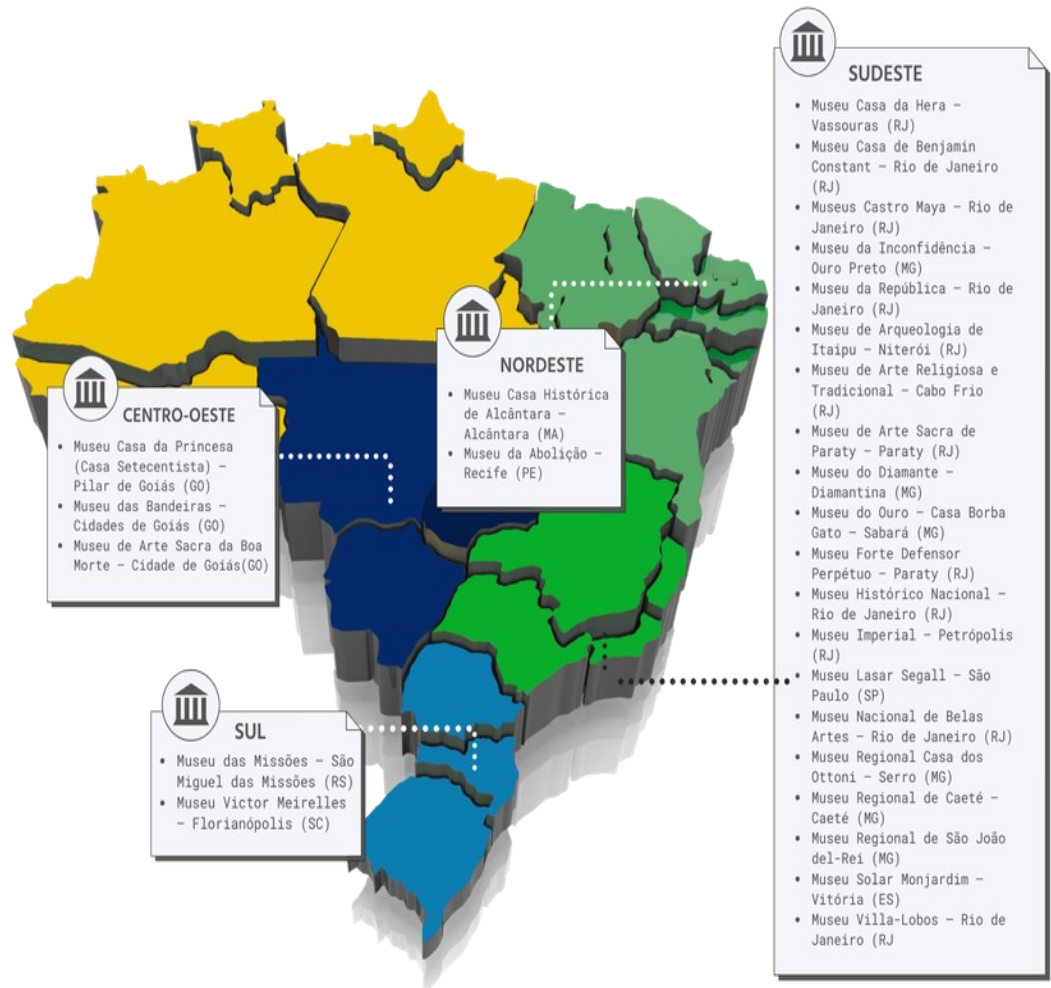 SUDESTE
• Museu Casa da Hera –
Vassouras (RJ)
• Museu Casa de Benjamin
Constant – Rio de Janeiro
(RJ)
• Museus Castro Maya – Rio de
Janeiro (RJ)
• Museu da Inconfidência –
Ouro Preto (MG)
• Museu da República – Rio de
Janeiro (RJ)
• Museu de Arqueologia de
Itaipu – Niterói (RJ)
• Museu de Arte Religiosa e
Tradicional – Cabo Frio
(RJ)
• Museu de Arte Sacra de
Paraty – Paraty (RJ)
• Museu do Diamante –
Diamantina (MG)
• Museu do Ouro – Casa Borba
Gato – Sabará (MG)
• Museu Forte Defensor
Perpétuo – Paraty (RJ)
• Museu Histórico Nacional –
Rio de Janeiro (RJ)
• Museu Imperial – Petrópolis
(RJ)
• Museu Lasar Segall – São
Paulo (SP)
• Museu Nacional de Belas
Artes – Rio de Janeiro (RJ)
• Museu Regional Casa dos
Ottoni – Serro (MG)
• Museu Regional de Caeté –
Caeté (MG)
• Museu Regional de São João
del-Rei (MG)
• Museu Solar Monjardim –
Vitória (ES)
• Museu Villa-Lobos – Rio de
Janeiro (RJ
NORDESTE
• Museu Casa Histórica
de Alcântara –
Alcântara (MA)
• Museu da Abolição –
Recife (PE)
CENTRO-OESTE
• Museu Casa da Princesa
(Casa Setecentista) –
Pilar de Goiás (GO)
• Museu das Bandeiras –
Cidades de Goiás (GO)
• Museu de Arte Sacra da Boa
Morte – Cidade de Goiás(GO)
SUL
• Museu das Missões – São
Miguel das Missões (RS)
• Museu Victor Meirelles
– Florianópolis (SC)